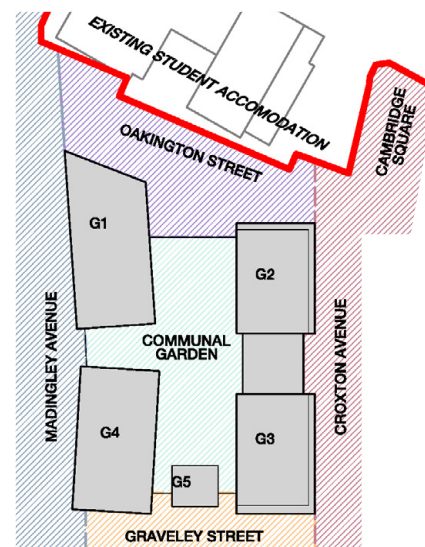 EXISTING STUDENT ACCOMODATION
OAKINGTON STREET
CAMBRIDGE
SQUARE
G1
G2
MADINGLEY AVENUE
COMMUNAL
GARDEN
CROXTON AVENUE
G4
G3
G5
GRAVELEY STREET